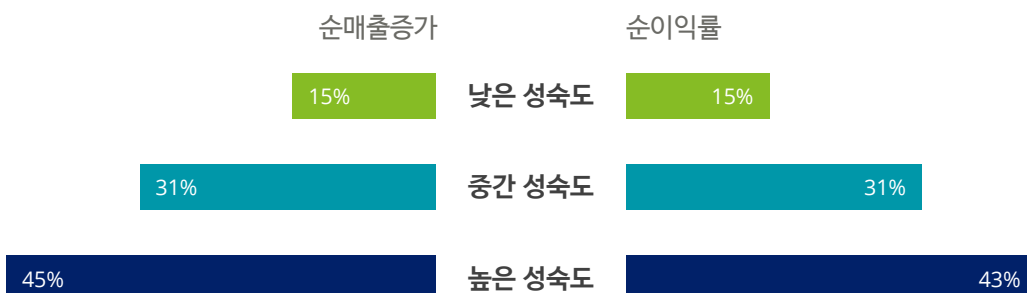 순매출증가 순이익률
15% 낮은 성숙도 15%
31% 중간 성숙도 31%
45% 높은 성숙도 43%